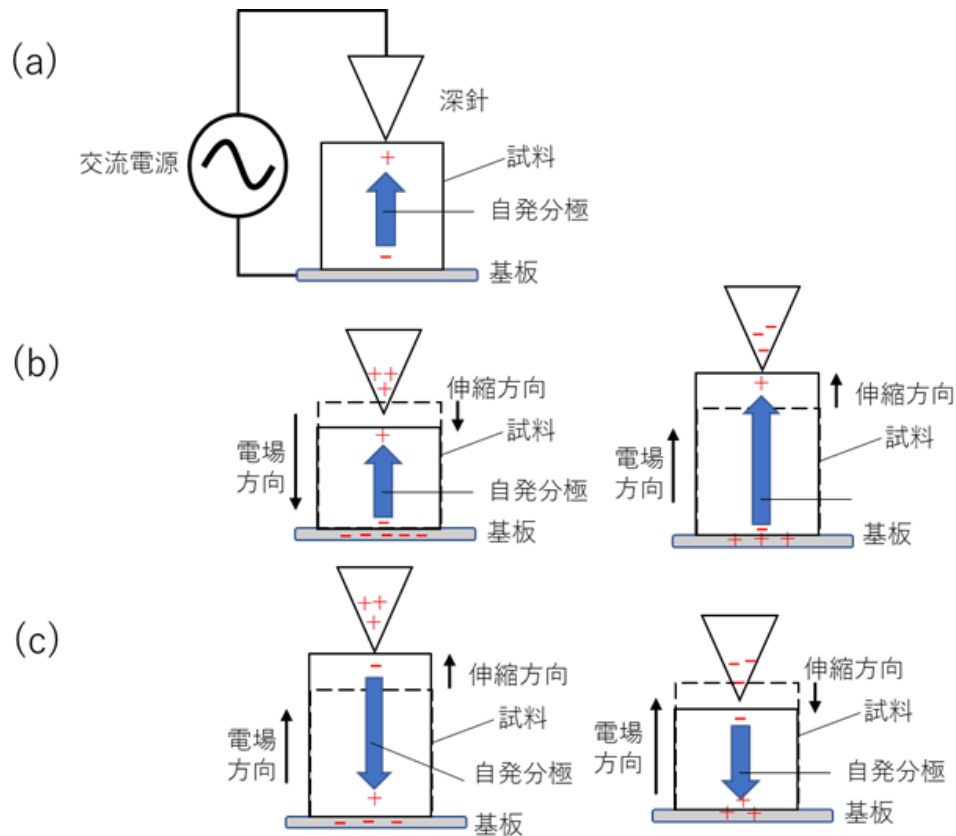 (a)
深針
交流電源
試料
自発分極
基板
(b)
伸縮方向
試料
電場
方向
自発分極
基板
伸縮方向
試料
電場
方向
基板
(c)
伸縮方向
試料
電場
方向
自発分極
基板
伸縮方向
試料
電場
方向
自発分極
基板